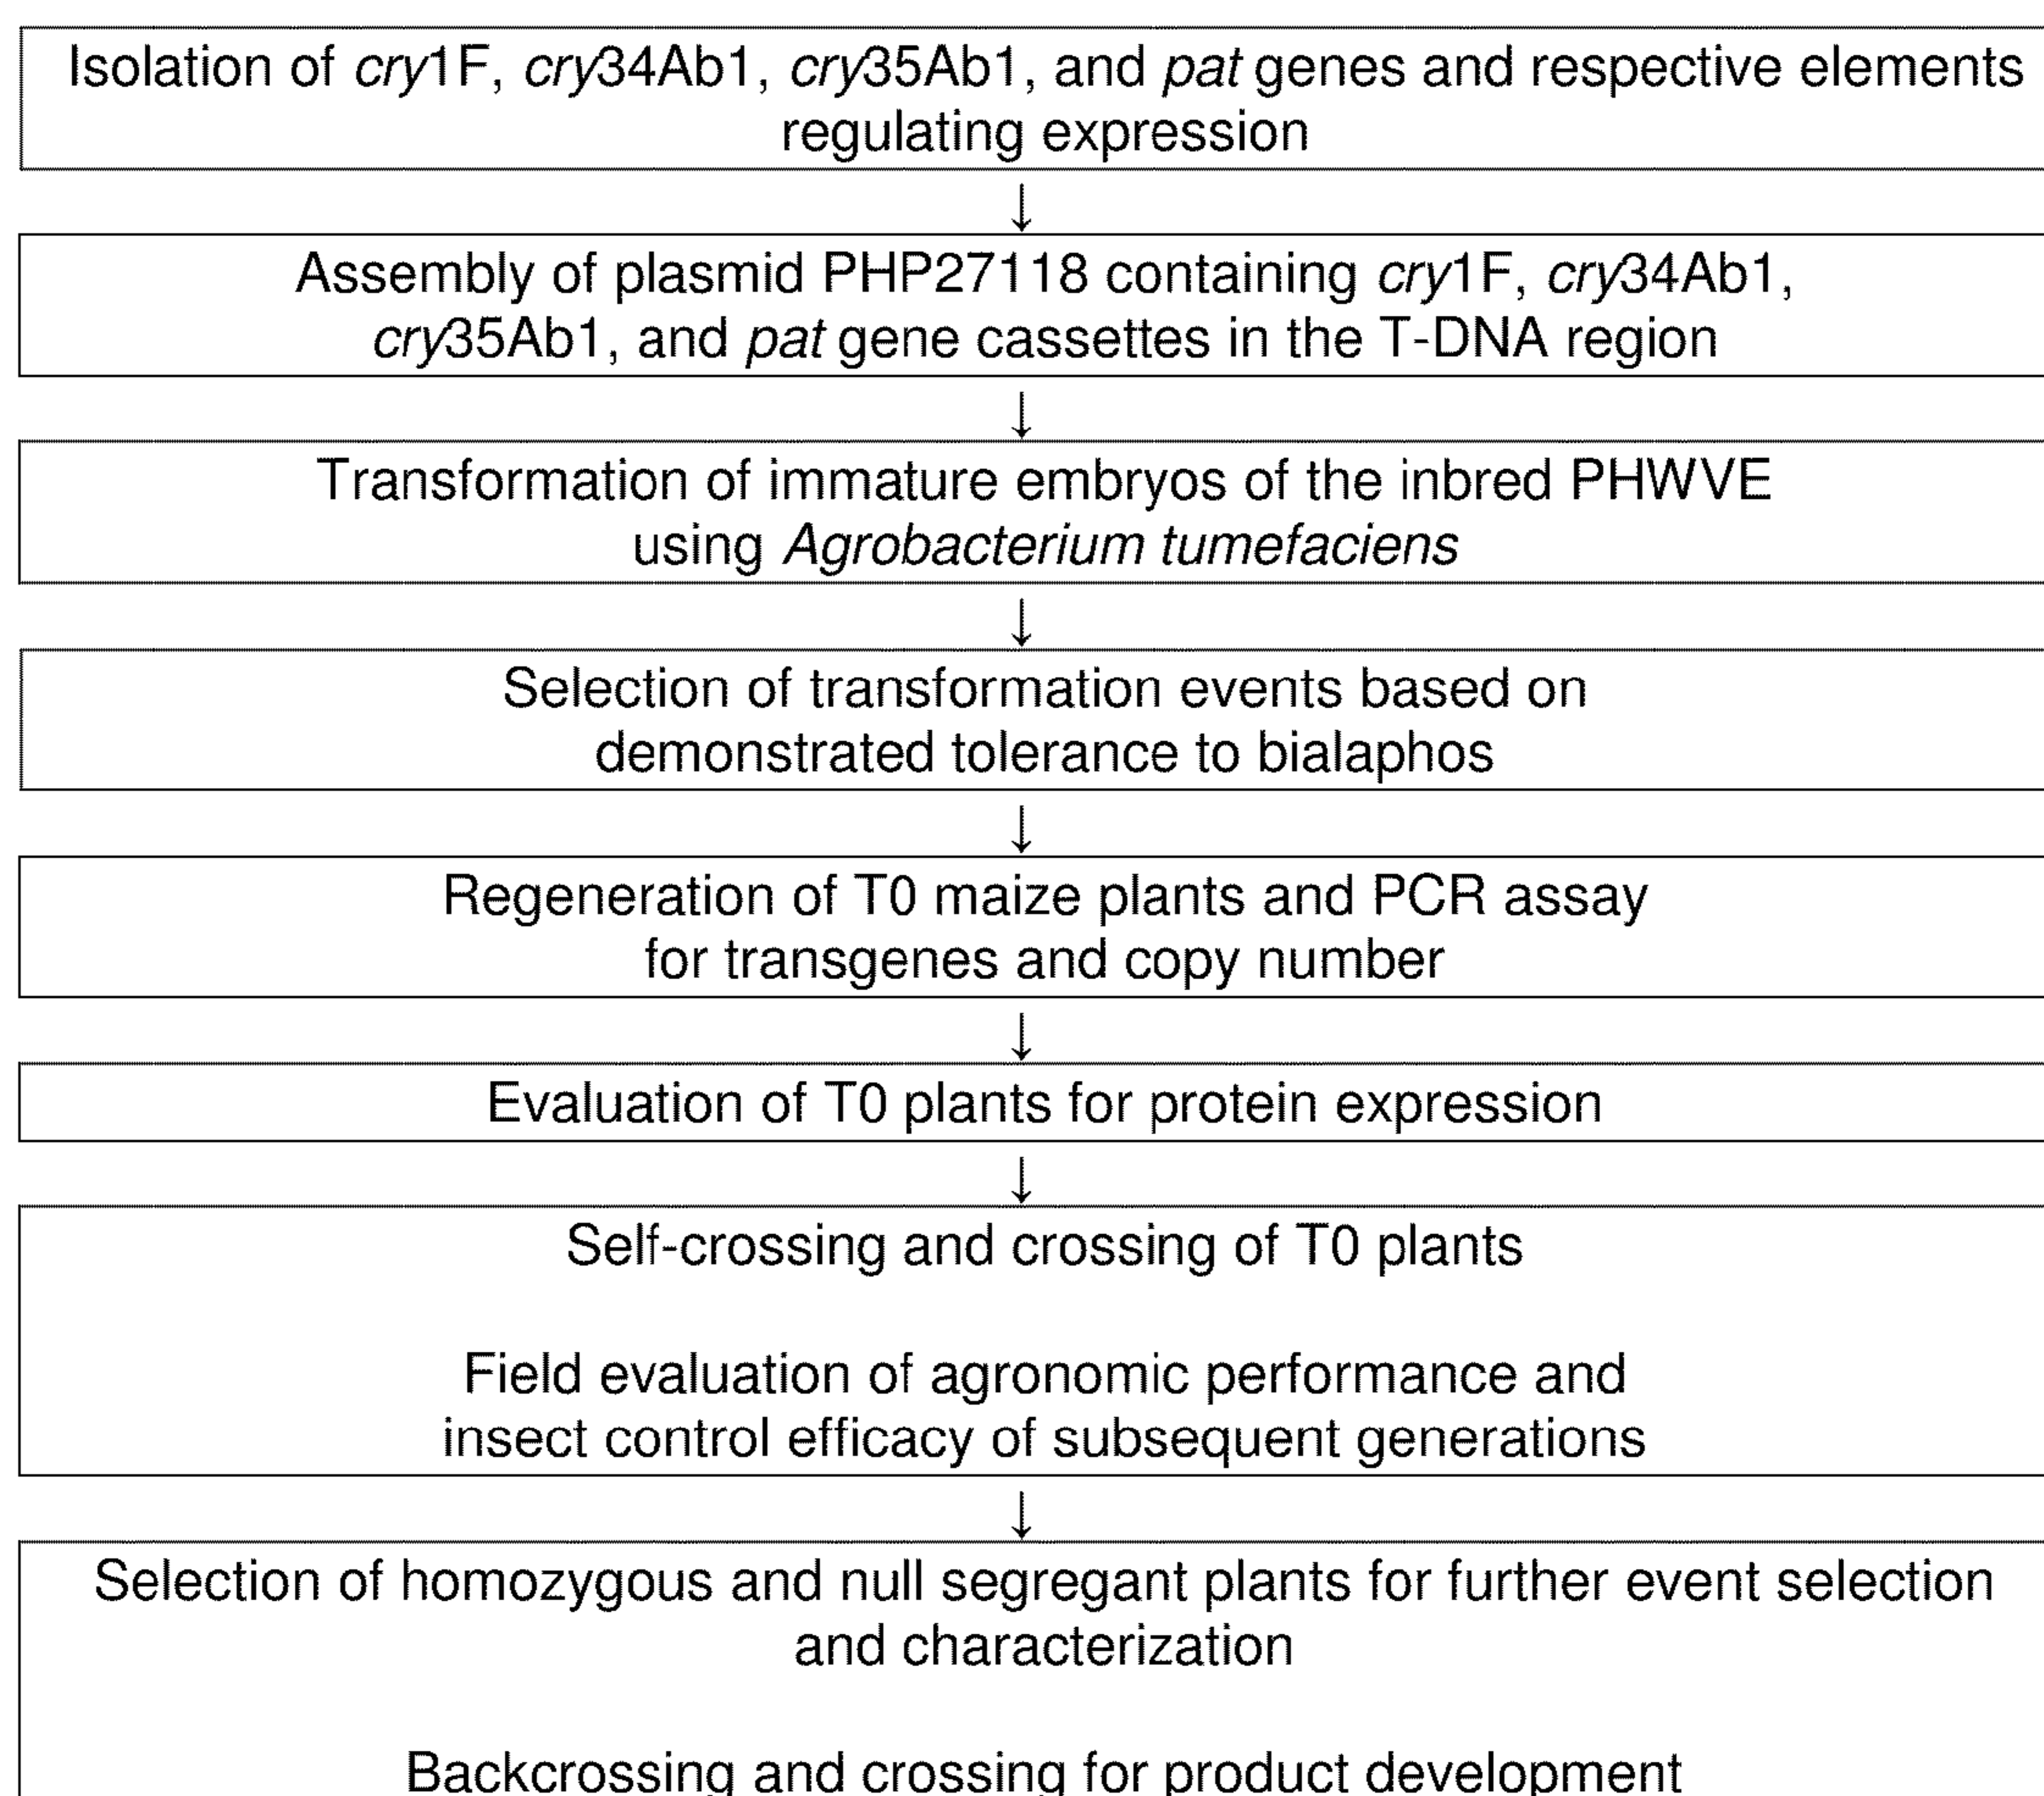 Isolation of cry1F, cry34Ab1, cry35Ab1, and pat genes and respective elements
regulating expression
↓
Assembly of plasmid PHP27118 containing cry1F, cry34Ab1,
cry35Ab1, and pat gene cassettes in the T-DNA region
↓
Transformation of immature embryos of the inbred PHWVE
using Agrobacterium tumefaciens
↓
Selection of transformation events based on
demonstrated tolerance to bialaphos
↓
Regeneration of T0 maize plants and PCR assay
for transgenes and copy number
↓
Evaluation of T0 plants for protein expression
↓
Self-crossing and crossing of T0 plants
Field evaluation of agronomic performance and
insect control efficacy of subsequent generations
↓
Selection of homozygous and null segregant plants for further event selection
and characterization
Backcrossing and crossing for product development